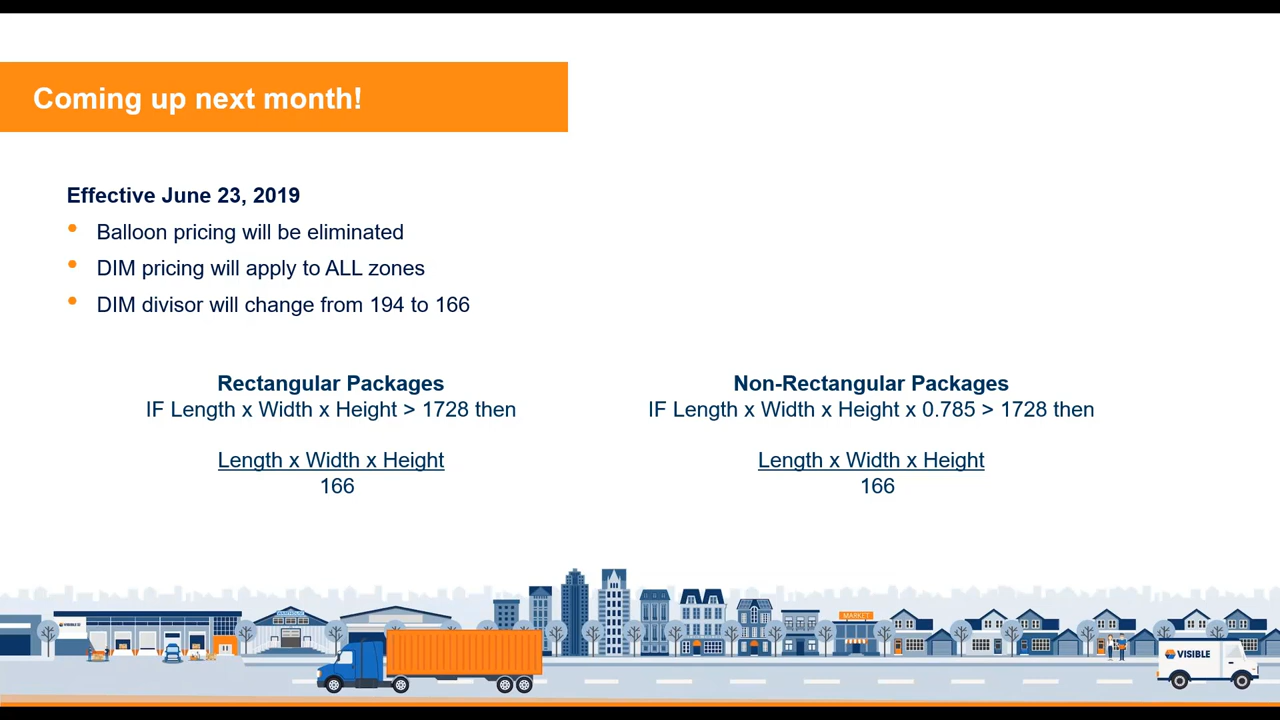 Coming up next month!
Effective June 23, 2019
• Balloon pricing will be eliminated
• DIM pricing will apply to ALL zones
• DIM divisor will change from 194 to 166
Rectangular Packages
IF Length x Width x Height > 1728 then
Length x Width x Height
166
Non-Rectangular Packages
IF Length x Width x Height x 0.785 > 1728 then
Length x Width x Height
166
MARKET
VISIBLE